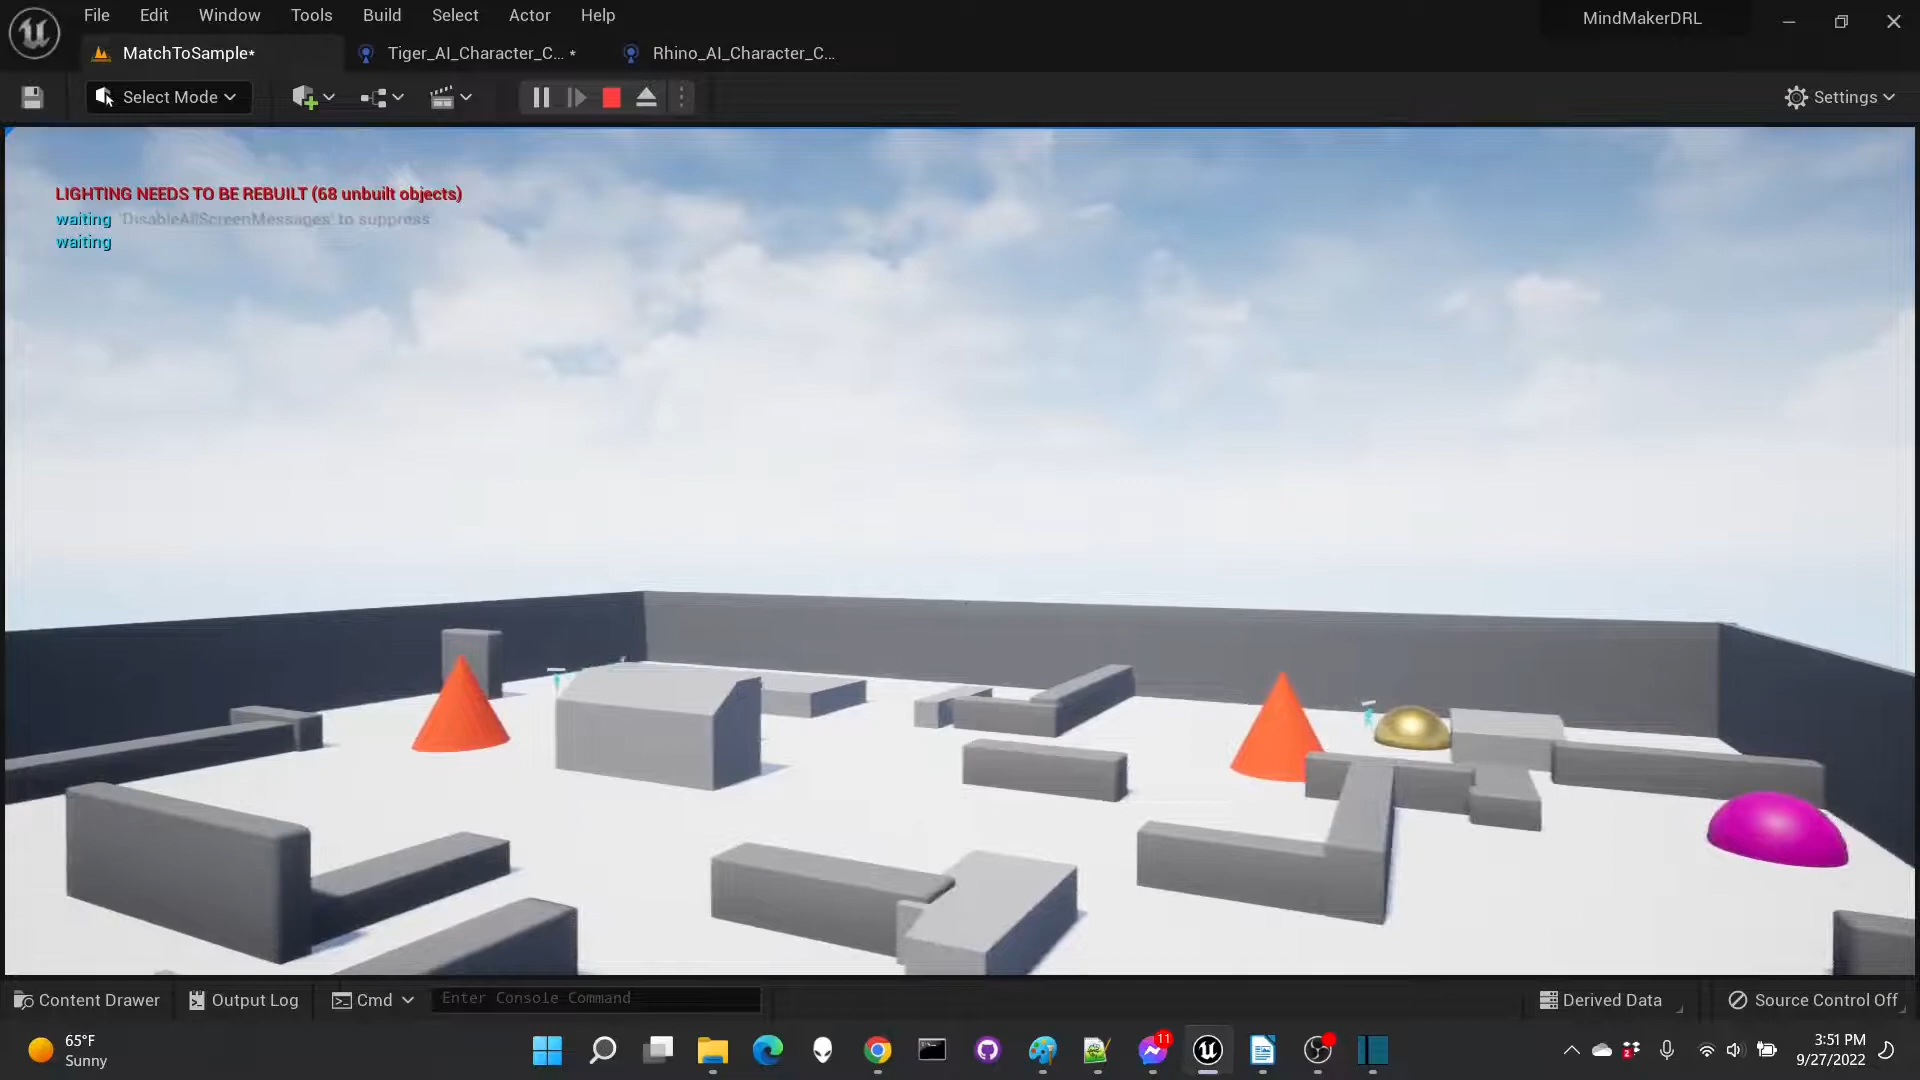 File Edit Window Tools Build Select Actor Help
MindMakerDRL
MatchToSample*
Tiger_AI_Character_C... *
Rhino_AI_Character_C...
Select Mode
Settings
LIGHTING NEEDS TO BE REBUILT (68 unbuilt objects)
waiting 'DisableAllScreenMessages' to suppress
waiting
Content Drawer
Output Log
Cmd
Enter Console Command
Derived Data
Source Control Off
65°F
Sunny
11
2
3:51 PM
9/27/2022